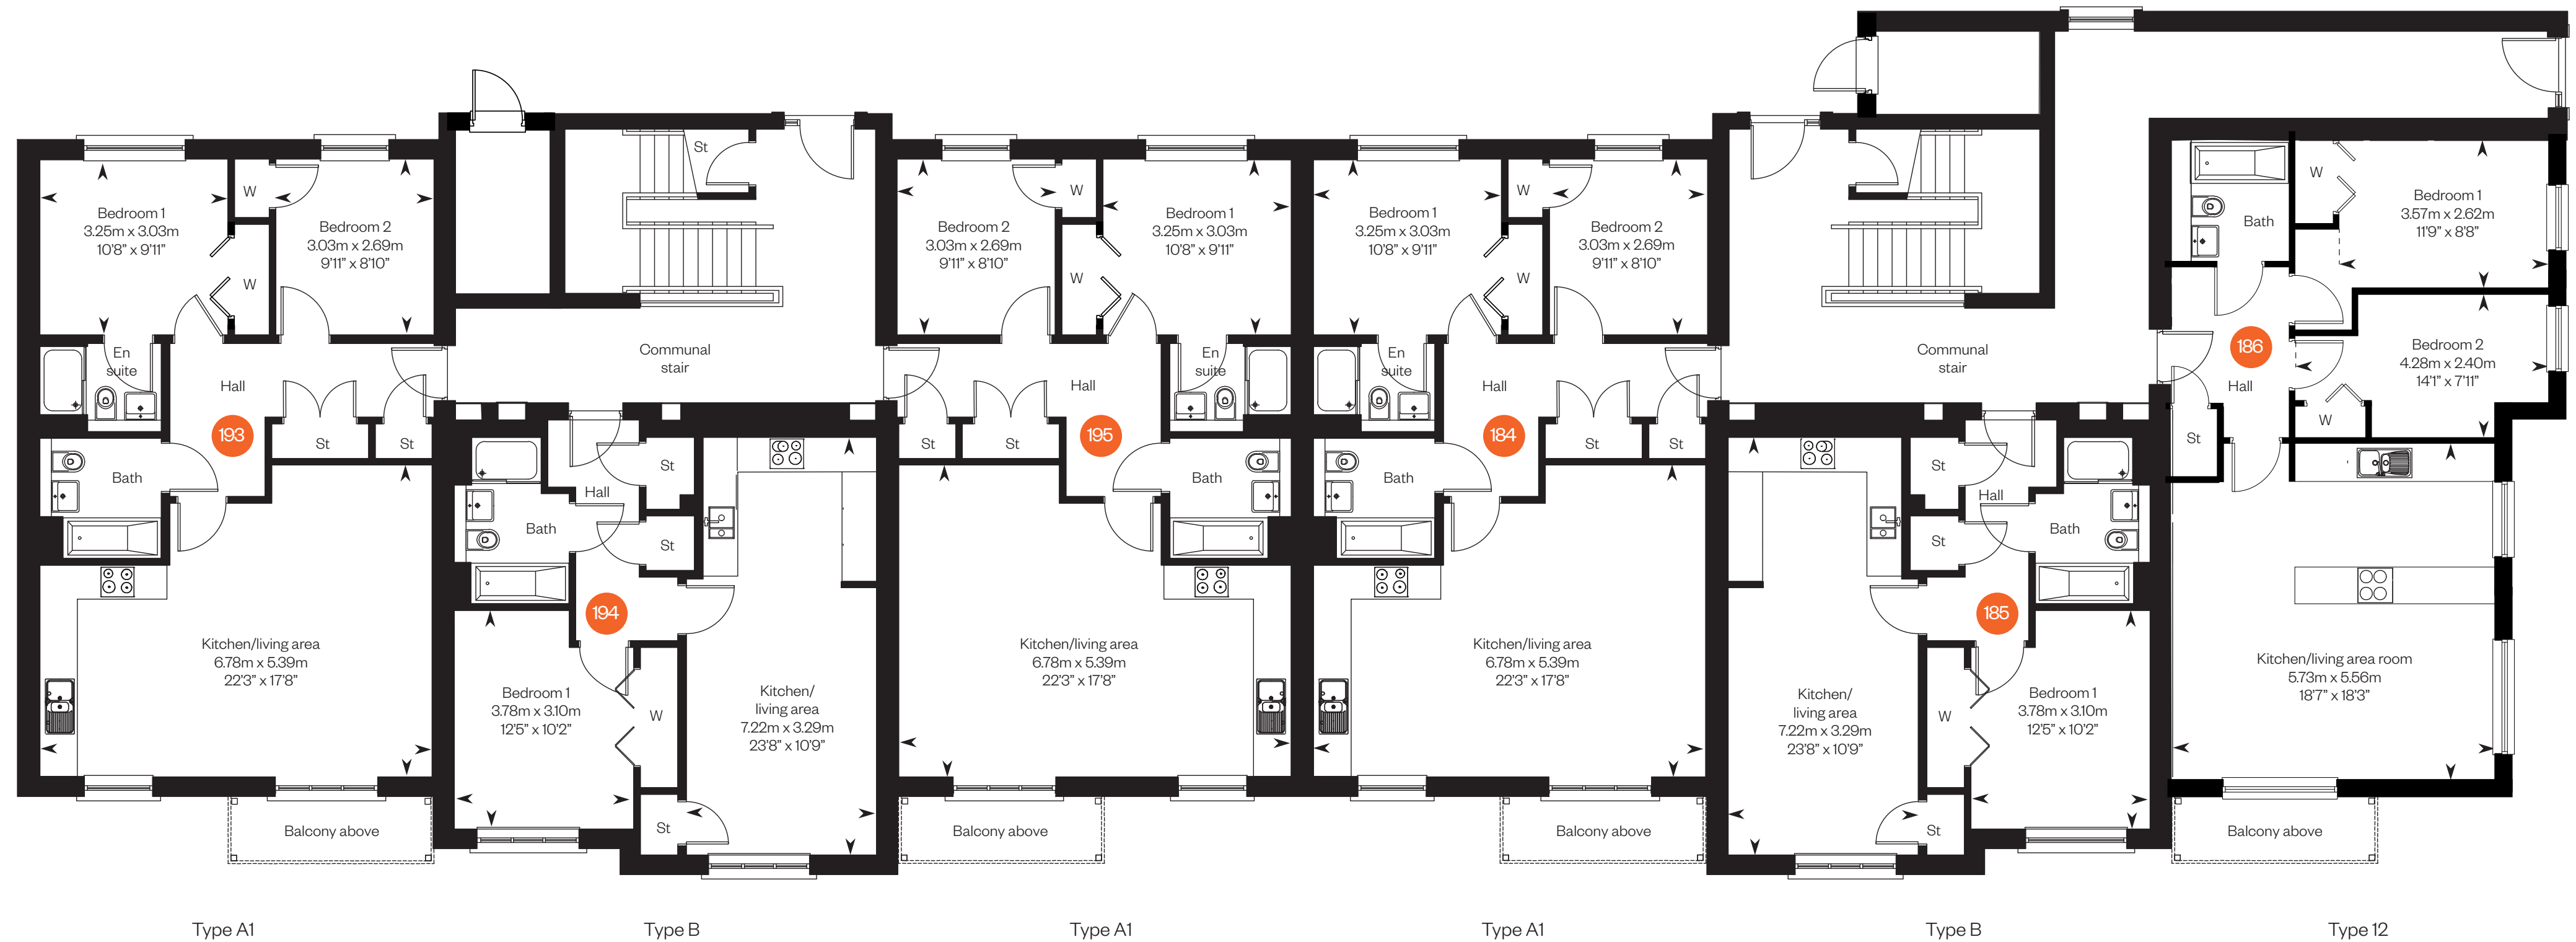 Bedroom 1
3.25m x 3.03m
10'8" x 9'11"
W
W
Bedroom 2
3.03m x 2.69m
9'11" x 8'10"
En
suite
Hall
193
St
St
Bath
Kitchen/living area
6.78m x 5.39m
22'3" x 17'8"
Balcony above
Type A1
St
Communal
stair
St
Hall
St
Bath
194
Bedroom 1
3.78m x 3.10m
12'5" x 10'2"
W
Kitchen/
living area
7.22m x 3.29m
23'8" x 10'9"
St
Type B
Bedroom 2
3.03m x 2.69m
9'11" x 8'10"
W
W
Bedroom 1
3.25m x 3.03m
10'8" x 9'11"
En
suite
Hall
195
St
St
Bath
Kitchen/living area
6.78m x 5.39m
22'3" x 17'8"
Balcony above
Type A1
Bedroom 1
3.25m x 3.03m
10'8" x 9'11"
W
W
Bedroom 2
3.03m x 2.69m
9'11" x 8'10"
En
suite
Hall
184
St
St
Bath
Kitchen/living area
6.78m x 5.39m
22'3" x 17'8"
Balcony above
Type A1
Communal
stair
St
Hall
St
Bath
185
Kitchen/
living area
7.22m x 3.29m
23'8" x 10'9"
W
Bedroom 1
3.78m x 3.10m
12'5" x 10'2"
St
Type B
W
Bedroom 1
3.57m x 2.62m
11'9" x 8'8"
Bath
186
Hall
Bedroom 2
4.28m x 2.40m
14'1" x 7'11"
W
St
Kitchen/living area room
5.73m x 5.56m
18'7" x 18'3"
Balcony above
Type 12